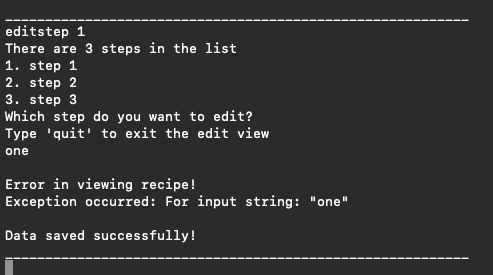 ____________________________________________________________
editstep 1
There are 3 steps in the list
1. step 1
2. step 2
3. step 3
Which step do you want to edit?
Type 'quit' to exit the edit view
one
Error in viewing recipe!
Exception occurred: For input string: "one"
Data saved successfully!
____________________________________________________________